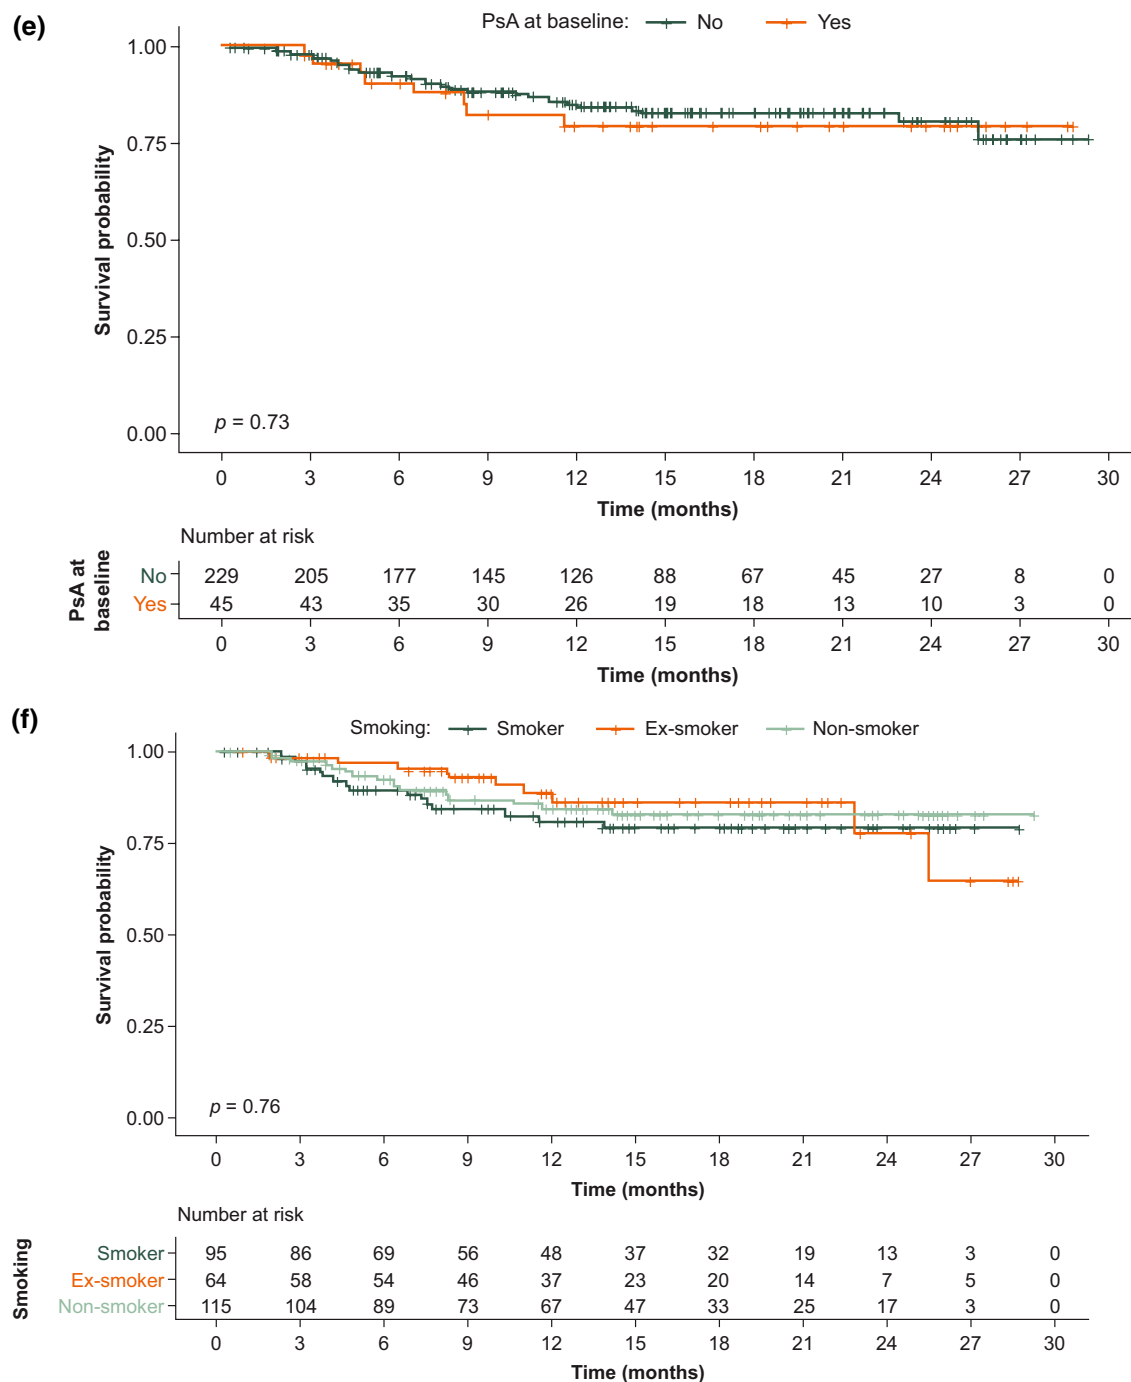 (e)
PsA at baseline: No Yes
1.00
0.75
0.50
0.25
0.00
Survival probability
p = 0.73
0 3 6 9 12 15 18 21 24 27 30
Time (months)
Number at risk
PsA at
baseline
No 229 205 177 145 126 88 67 45 27 8 0
Yes 45 43 35 30 26 19 18 13 10 3 0
0 3 6 9 12 15 18 21 24 27 30
Time (months)
(f)
Smoking: Smoker Ex-smoker Non-smoker
1.00
0.75
0.50
0.25
0.00
Survival probability
p = 0.76
0 3 6 9 12 15 18 21 24 27 30
Time (months)
Number at risk
Smoking
Smoker 95 86 69 56 48 37 32 19 13 3 0
Ex-smoker 64 58 54 46 37 23 20 14 7 5 0
Non-smoker 115 104 89 73 67 47 33 25 17 3 0
0 3 6 9 12 15 18 21 24 27 30
Time (months)